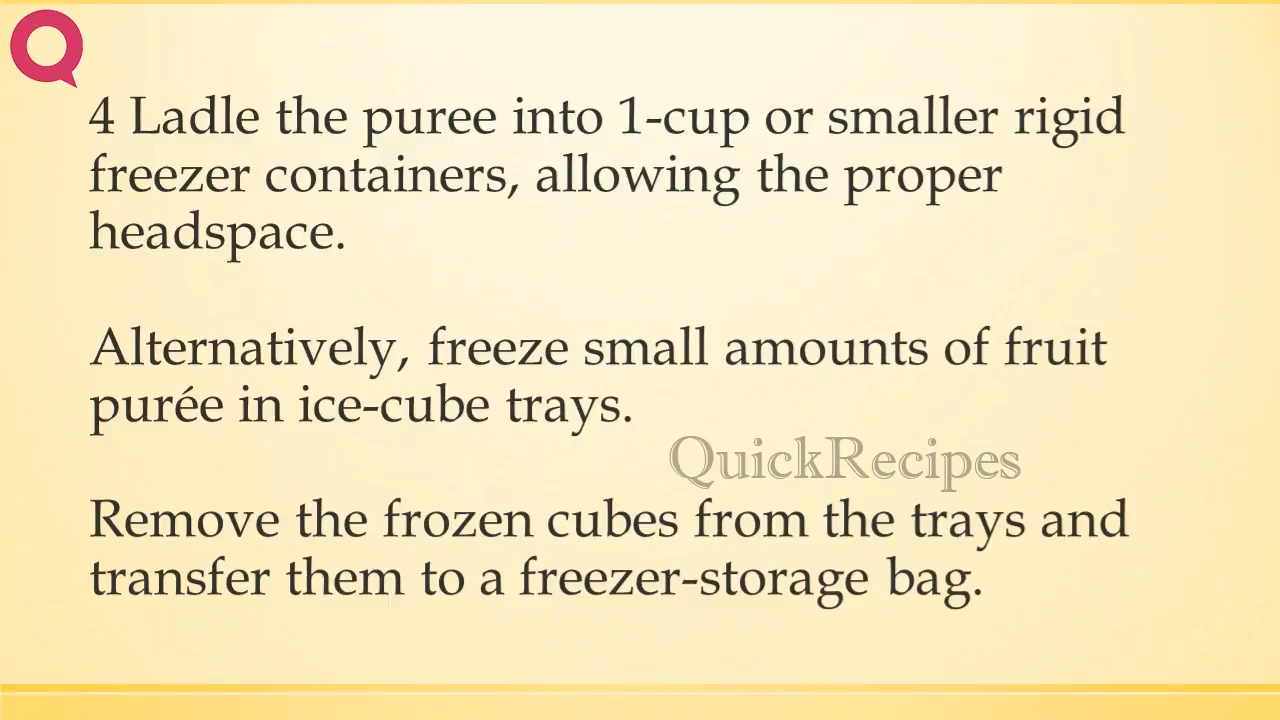 4 Ladle the puree into 1-cup or smaller rigid
freezer containers, allowing the proper
headspace.
Alternatively, freeze small amounts of fruit
purée in ice-cube trays.
QuickRecipes
Remove the frozen cubes from the trays and
transfer them to a freezer-storage bag.